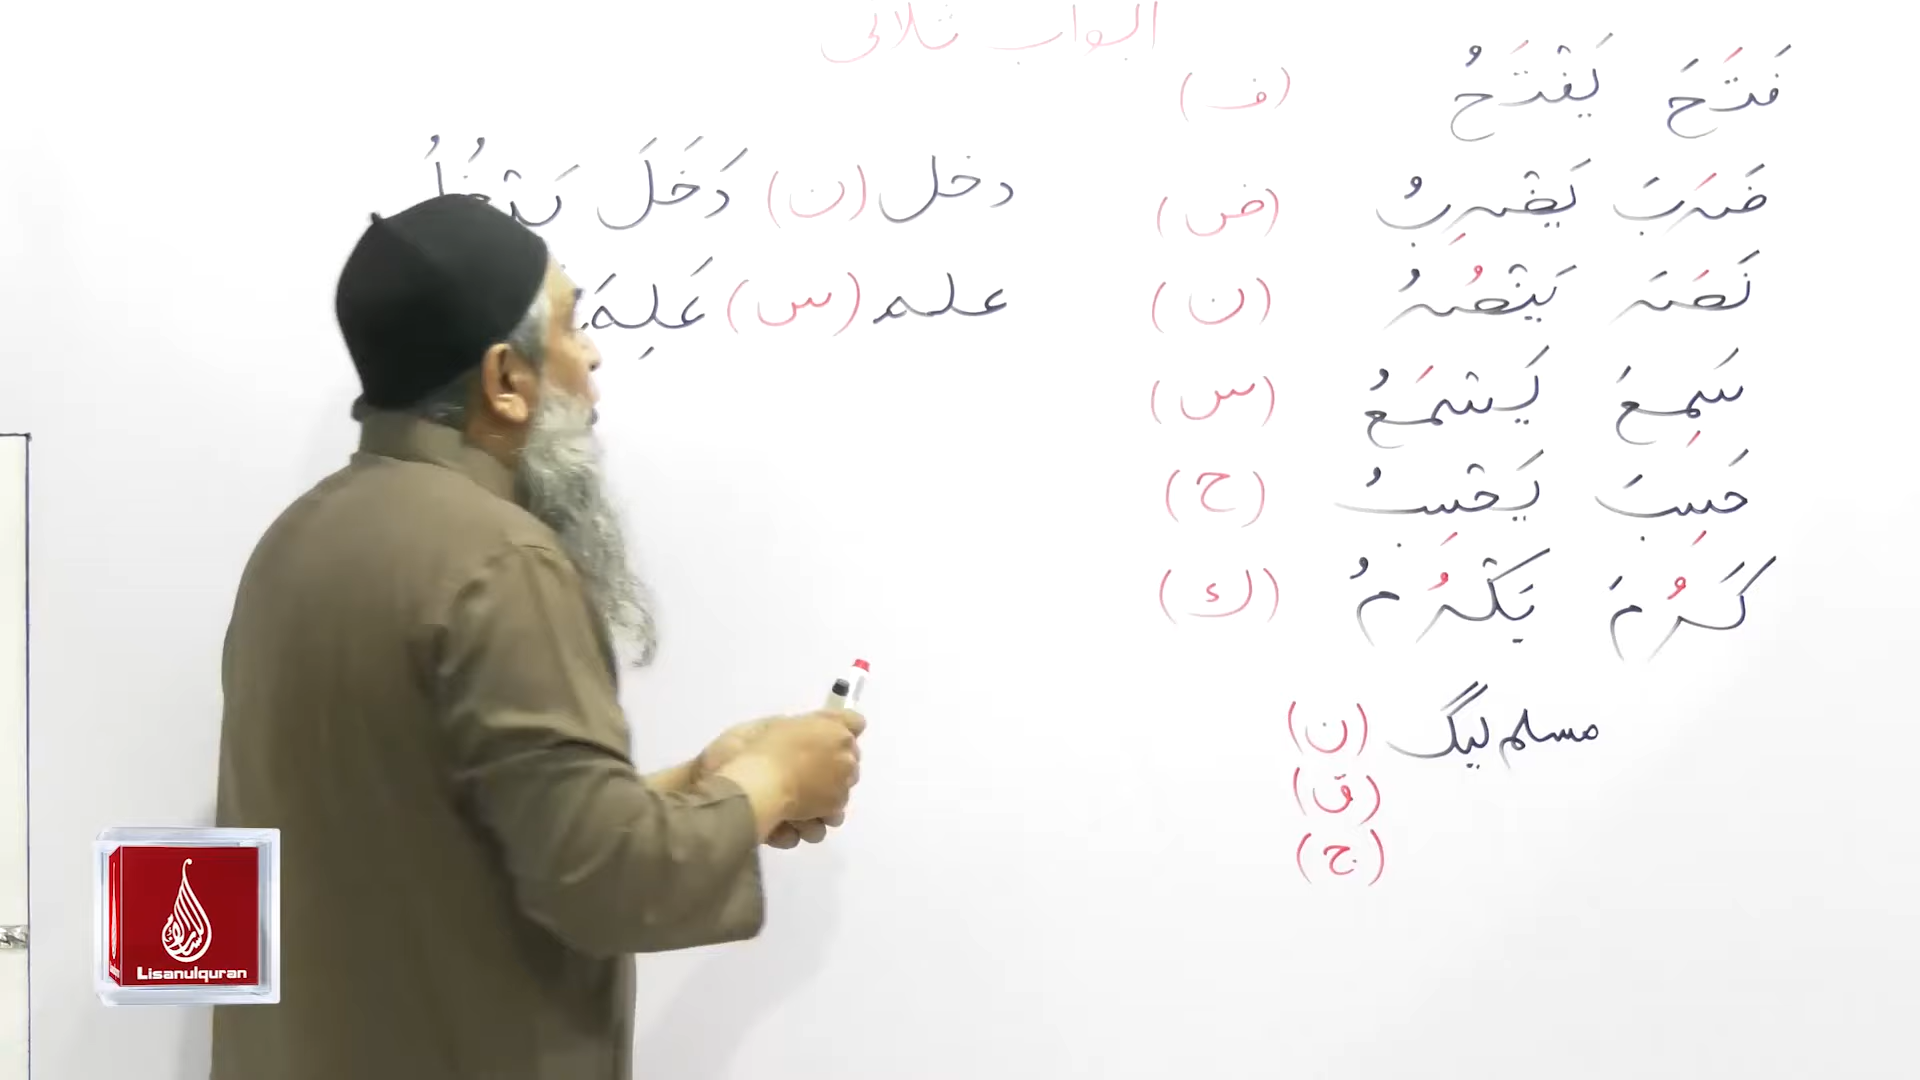 ابواب ثلاثی
فَتَحَ يَفْتَحُ (ف)
ضَرَبَ يَضْرِبُ (ض)
نَصَرَ يَنْصُرُ (ن)
سَمِعَ يَسْمَعُ (س)
حَسِبَ يَحْسِبُ (ح)
كَرُمَ يَكْرُمُ (ك)
مسلم لیگ (ن)
(ق)
(ج)
دخل (ن) دَخَلَ يَدْخُلُ
علم (س) عَلِمَ
Lisanulquran